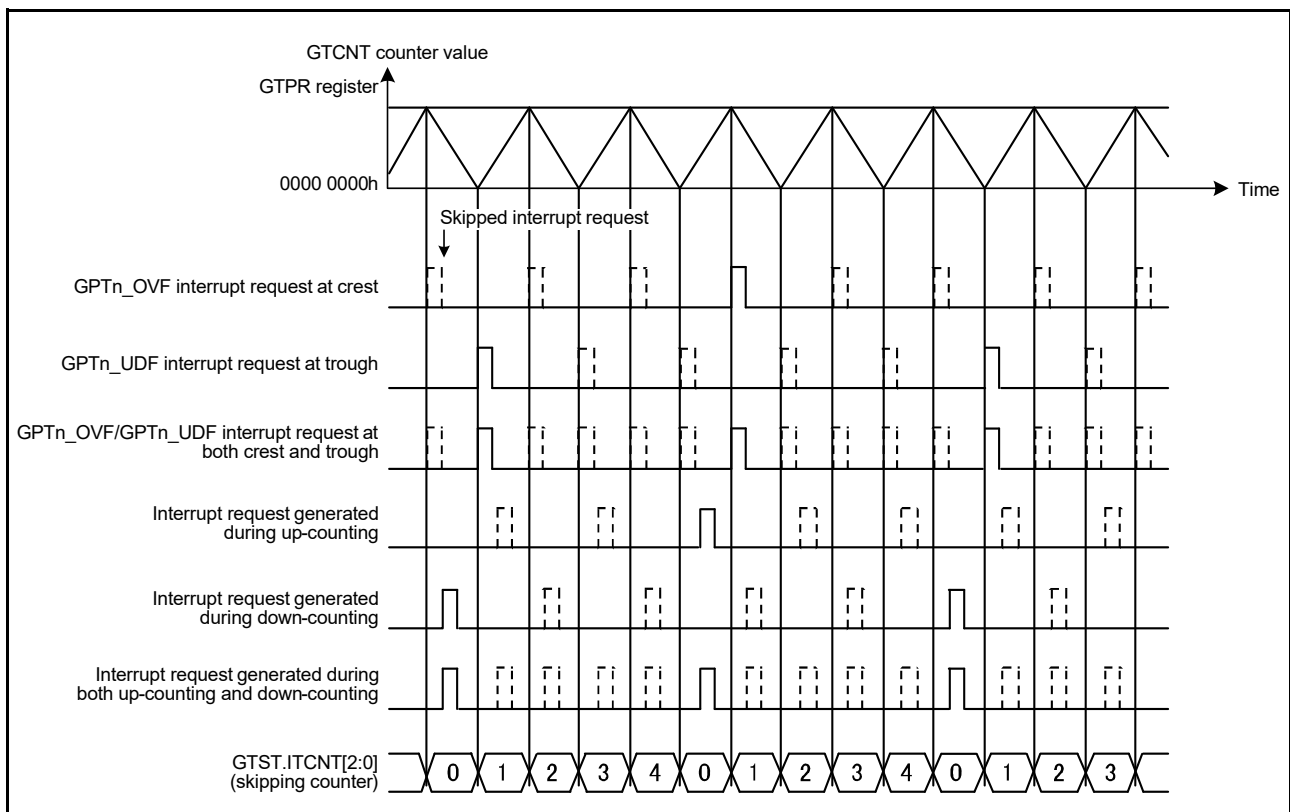 GTCNT counter value
GTPR register
0000 0000h
Time
Skipped interrupt request
GPTn_OVF interrupt request at crest
GPTn_UDF interrupt request at trough
GPTn_OVF/GPTn_UDF interrupt request at
both crest and trough
Interrupt request generated
during up-counting
Interrupt request generated
during down-counting
Interrupt request generated during
both up-counting and down-counting
GTST.ITCNT[2:0]
(skipping counter)
0 1 2 3 4 0 1 2 3 4 0 1 2 3